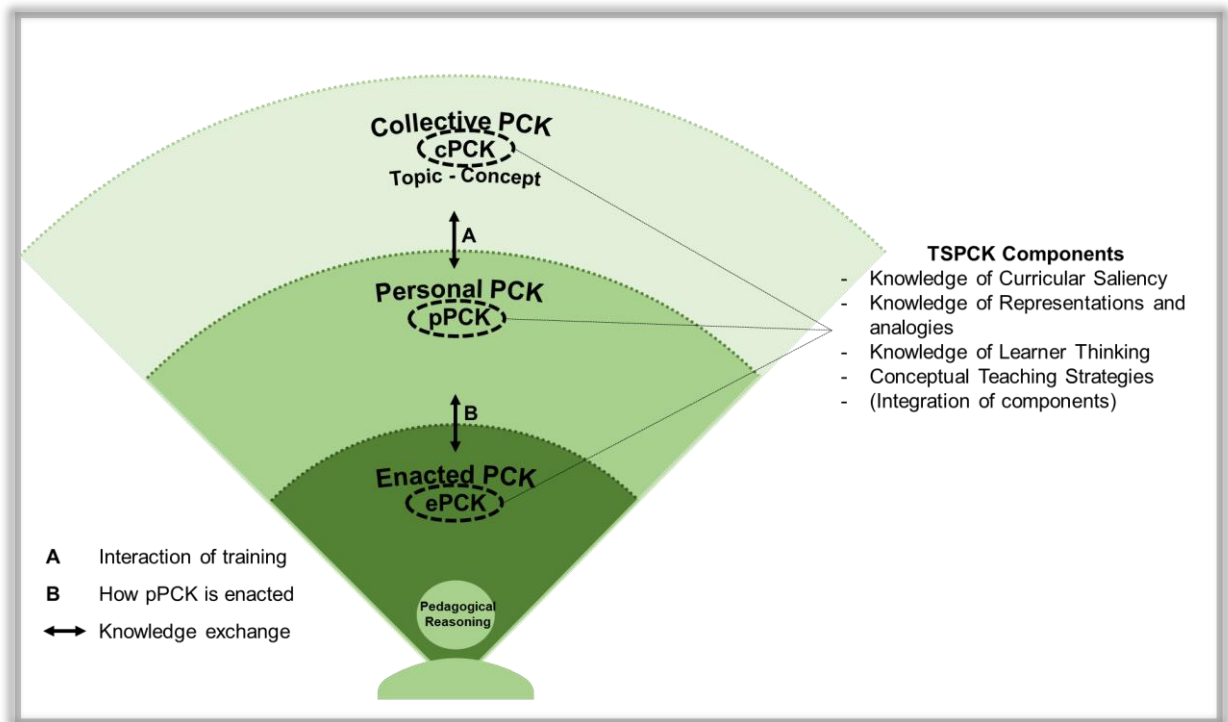 Collective PCK
cPCK
Topic - Concept
A
Personal PCK
pPCK
B
Enacted PCK
ePCK
Pedagogical
Reasoning
TSPCK Components
- Knowledge of Curricular Saliency
- Knowledge of Representations and
analogies
- Knowledge of Learner Thinking
- Conceptual Teaching Strategies
- (Integration of components)
A Interaction of training
B How pPCK is enacted
Knowledge exchange